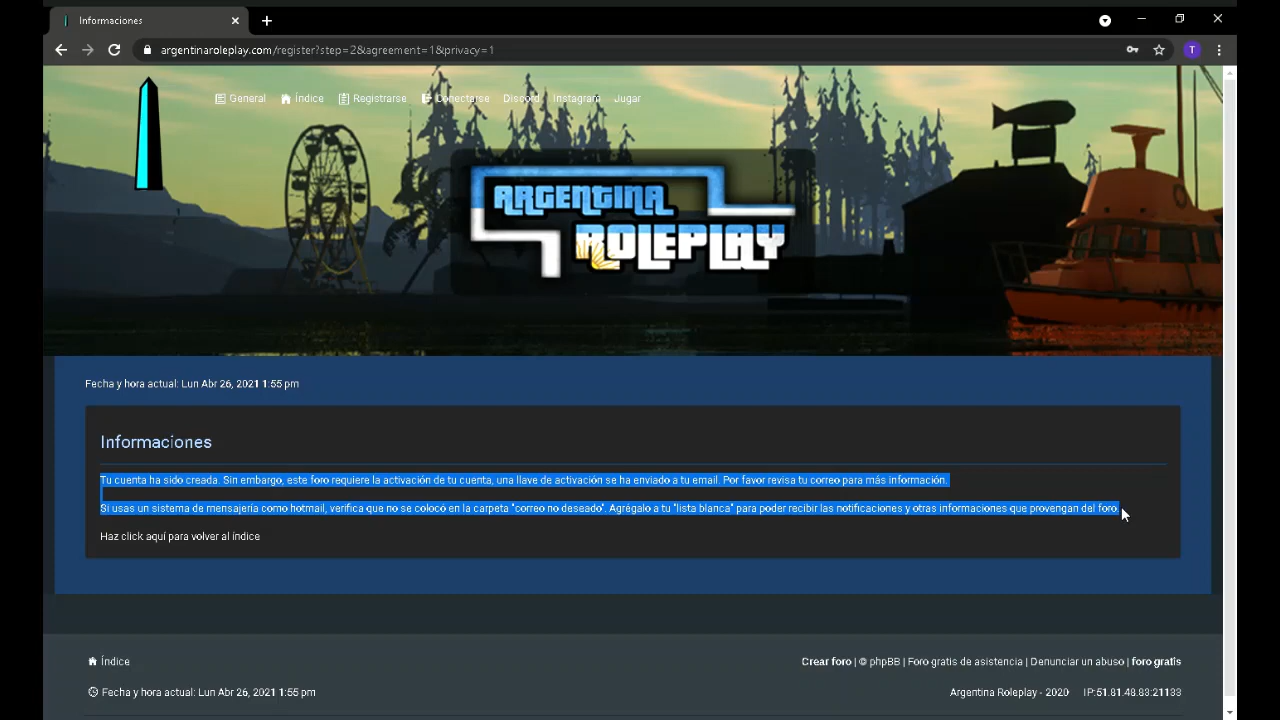 Informaciones
argentinaroleplay.com/register?step=2&agreement=1&privacy=1
T
General Índice Registrarse Conectarse Discord Instagram Jugar
ARGENTINA
ROLEPLAY
Fecha y hora actual: Lun Abr 26, 2021 1:55 pm
Informaciones
Tu cuenta ha sido creada. Sin embargo, este foro requiere la activación de tu cuenta, una llave de activación se ha enviado a tu email. Por favor revisa tu correo para más información.
Si usas un sistema de mensajería como hotmail, verifica que no se colocó en la carpeta "correo no deseado". Agrégalo a tu "lista blanca" para poder recibir las notificaciones y otras informaciones que provengan del foro.
Haz click aquí para volver al índice
Índice
Crear foro | © phpBB | Foro gratis de asistencia | Denunciar un abuso | foro gratis
Fecha y hora actual: Lun Abr 26, 2021 1:55 pm
Argentina Roleplay - 2020 IP:51.81.48.83:21133